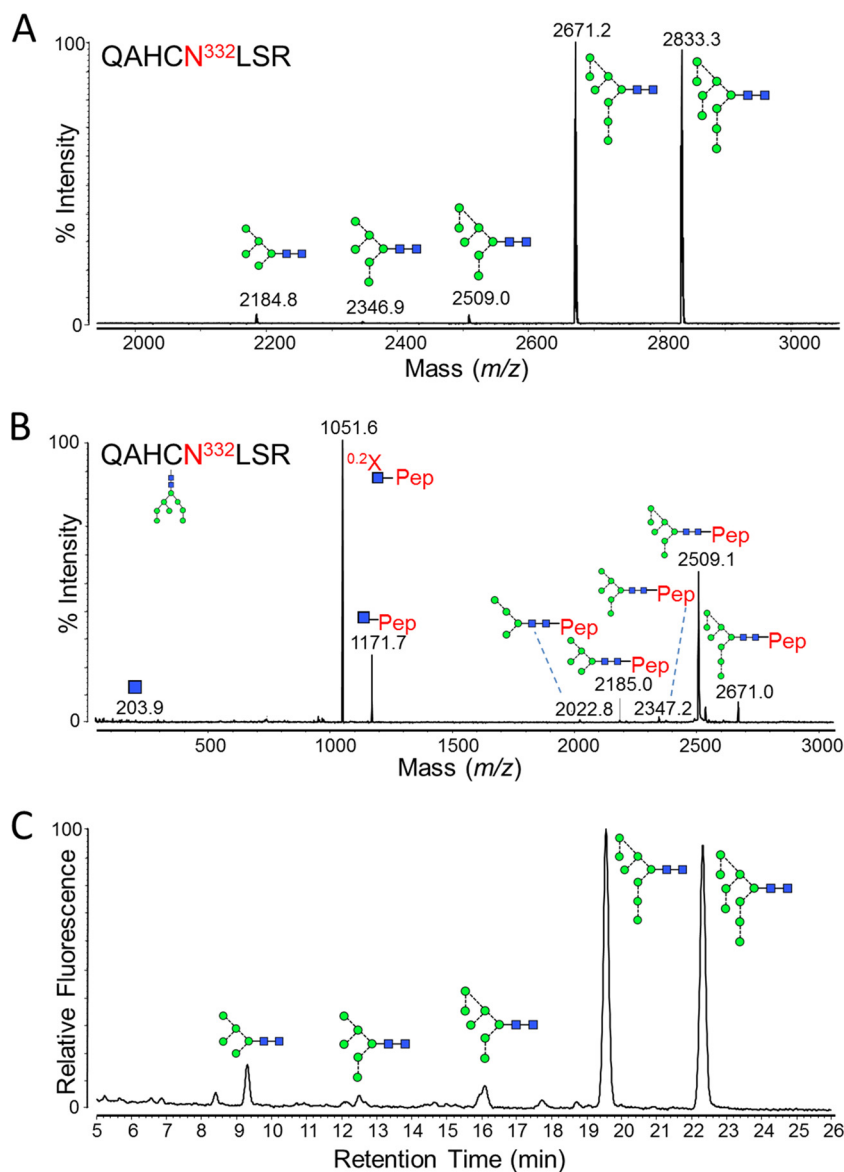 A
QAHCN³³²LSR
100
% Intensity
0
2671.2
2833.3
2184.8
2346.9
2509.0
2000
2200
2400
2600
2800
3000
Mass (m/z)
B
QAHCN³³²LSR
100
% Intensity
0
1051.6
0.2X
Pep
Pep
1171.7
203.9
Pep
2509.1
Pep
Pep
Pep
Pep
2185.0
2671.0
2022.8
2347.2
500
1000
1500
2000
2500
3000
Mass (m/z)
C
100
Relative Fluorescence
0
5 6 7 8 9 10 11 12 13 14 15 16 17 18 19 20 21 22 23 24 25 26
Retention Time (min)